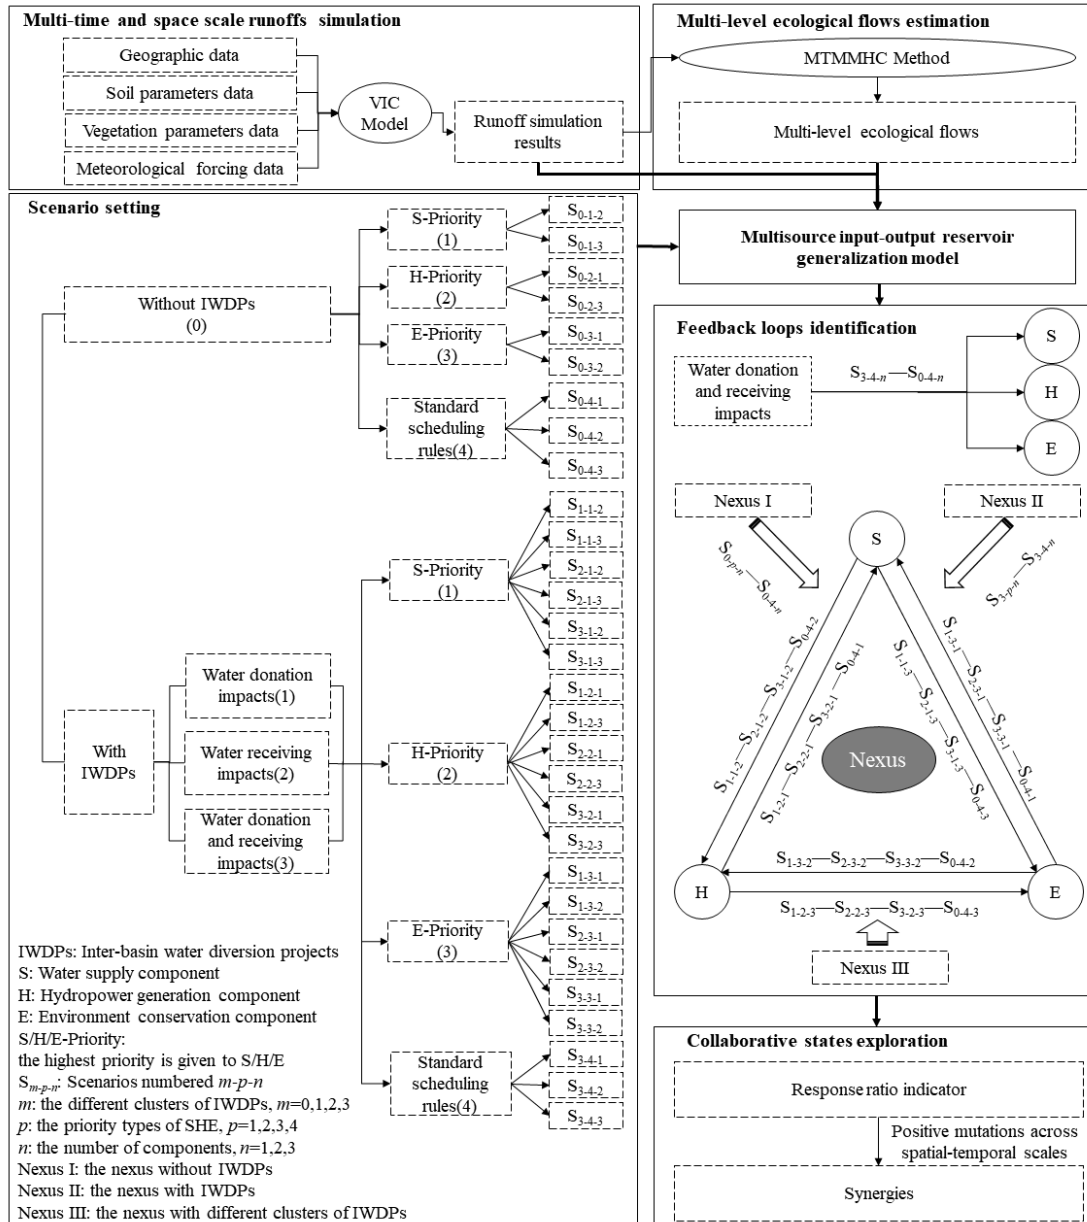 Multi-time and space scale runoffs simulation
Geographic data
Soil parameters data
Vegetation parameters data
Meteorological forcing data
VIC
Model
Runoff simulation
results
Multi-level ecological flows estimation
MTMMHC Method
Multi-level ecological flows
Scenario setting
Without IWDPs
(0)
S-Priority
(1)
H-Priority
(2)
E-Priority
(3)
Standard
scheduling
rules(4)
S0-1-2
S0-1-3
S0-2-1
S0-2-3
S0-3-1
S0-3-2
S0-4-1
S0-4-2
S0-4-3
With
IWDPs
Water donation
impacts(1)
Water receiving
impacts(2)
Water donation
and receiving
impacts(3)
S-Priority
(1)
H-Priority
(2)
E-Priority
(3)
Standard
scheduling
rules(4)
S1-1-2
S1-1-3
S2-1-2
S2-1-3
S3-1-2
S3-1-3
S1-2-1
S1-2-3
S2-2-1
S2-2-3
S3-2-1
S3-2-3
S1-3-1
S1-3-2
S2-3-1
S2-3-2
S3-3-1
S3-3-2
S3-4-1
S3-4-2
S3-4-3
IWDPs: Inter-basin water diversion projects
S: Water supply component
H: Hydropower generation component
E: Environment conservation component
S/H/E-Priority:
the highest priority is given to S/H/E
Sm-p-n: Scenarios numbered m-p-n
m: the different clusters of IWDPs, m=0,1,2,3
p: the priority types of SHE, p=1,2,3,4
n: the number of components, n=1,2,3
Nexus I: the nexus without IWDPs
Nexus II: the nexus with IWDPs
Nexus III: the nexus with different clusters of IWDPs
Multisource input-output reservoir
generalization model
Feedback loops identification
Water donation
and receiving
impacts
S3-4-n—S0-4-n
S
H
E
Nexus I
Nexus II
S0-p-n—S0-4-n
S3-p-n—S3-4-n
S
S1-1-2—S2-1-2—S3-1-2—S0-4-2
S1-2-1—S2-2-1—S3-2-1—S0-4-1
S1-1-3—S2-1-3—S3-1-3—S0-4-3
S1-3-1—S2-3-1—S3-3-1—S0-4-1
Nexus
S1-3-2—S2-3-2—S3-3-2—S0-4-2
H
E
S1-2-3—S2-2-3—S3-2-3—S0-4-3
Nexus III
Collaborative states exploration
Response ratio indicator
Positive mutations across
spatial-temporal scales
Synergies